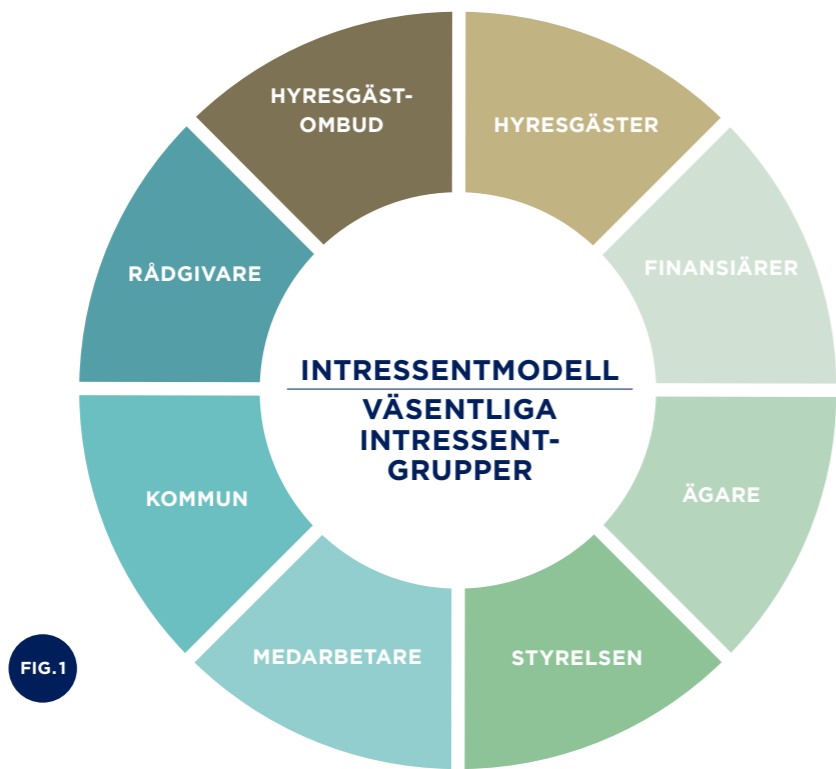 HYRESGÄST-
OMBUD
HYRESGÄSTER
RÅDGIVARE
FINANSIÄRER
INTRESSENTMODELL
VÄSENTLIGA
INTRESSENT-
GRUPPER
KOMMUN
ÄGARE
MEDARBETARE
STYRELSEN
FIG.1